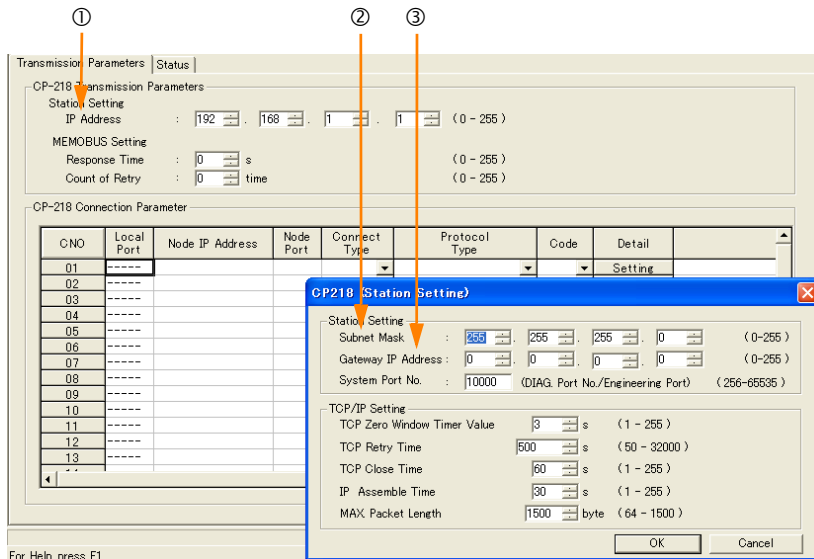 ① ② ③
Transmission Parameters Status
CP-218 Transmission Parameters
Station Setting
IP Address : 192 . 168 . 1 . 1 (0 - 255)
MEMOBUS Setting
Response Time : 0 s (0 - 255)
Count of Retry : 0 time (0 - 255)
CP-218 Connection Parameter
CNO Local Port Node IP Address Node Port Connect Type Protocol Type Code Detail
01 ----- Setting
02 -----
03 -----
04 -----
05 -----
06 -----
07 -----
08 -----
09 -----
10 -----
11 -----
12 -----
13 -----
CP218 (Station Setting)
Station Setting
Subnet Mask : 255 . 255 . 255 . 0 (0-255)
Gateway IP Address : 0 . 0 . 0 . 0 (0-255)
System Port No. : 10000 (DIAG. Port No./Engineering Port) (256-65535)
TCP/IP Setting
TCP Zero Window Timer Value 3 s (1 - 255)
TCP Retry Time 500 s (50 - 32000)
TCP Close Time 60 s (1 - 255)
IP Assemble Time 30 s (1 - 255)
MAX. Packet Length 1500 byte (64 - 1500)
OK Cancel
For Help, press F1